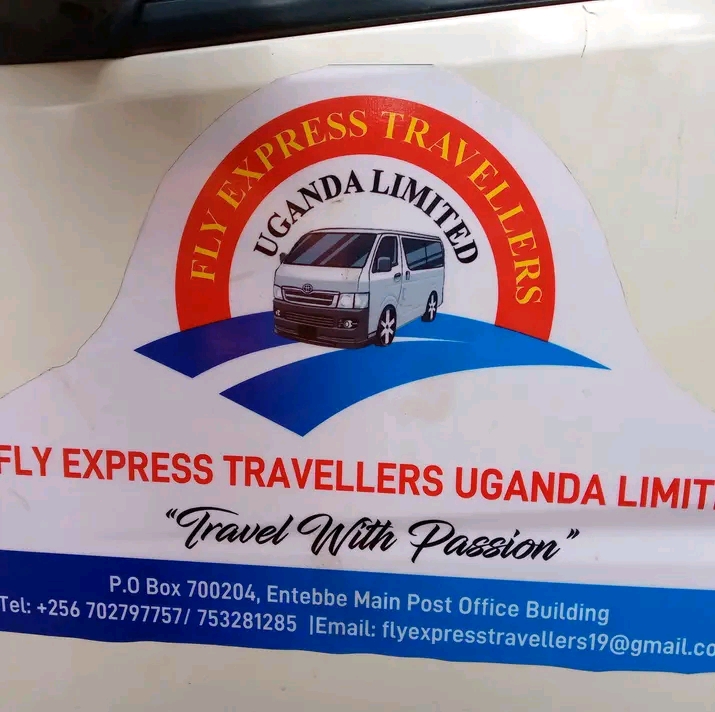 FLY EXPRESS TRAVELLERS
UGANDA LIMITED
FLY EXPRESS TRAVELLERS UGANDA LIMIT
"Travel With Passion"
P.O Box 700204, Entebbe Main Post Office Building
Tel: +256 702797757/ 753281285 |Email: flyexpresstravellers19@gmail.co